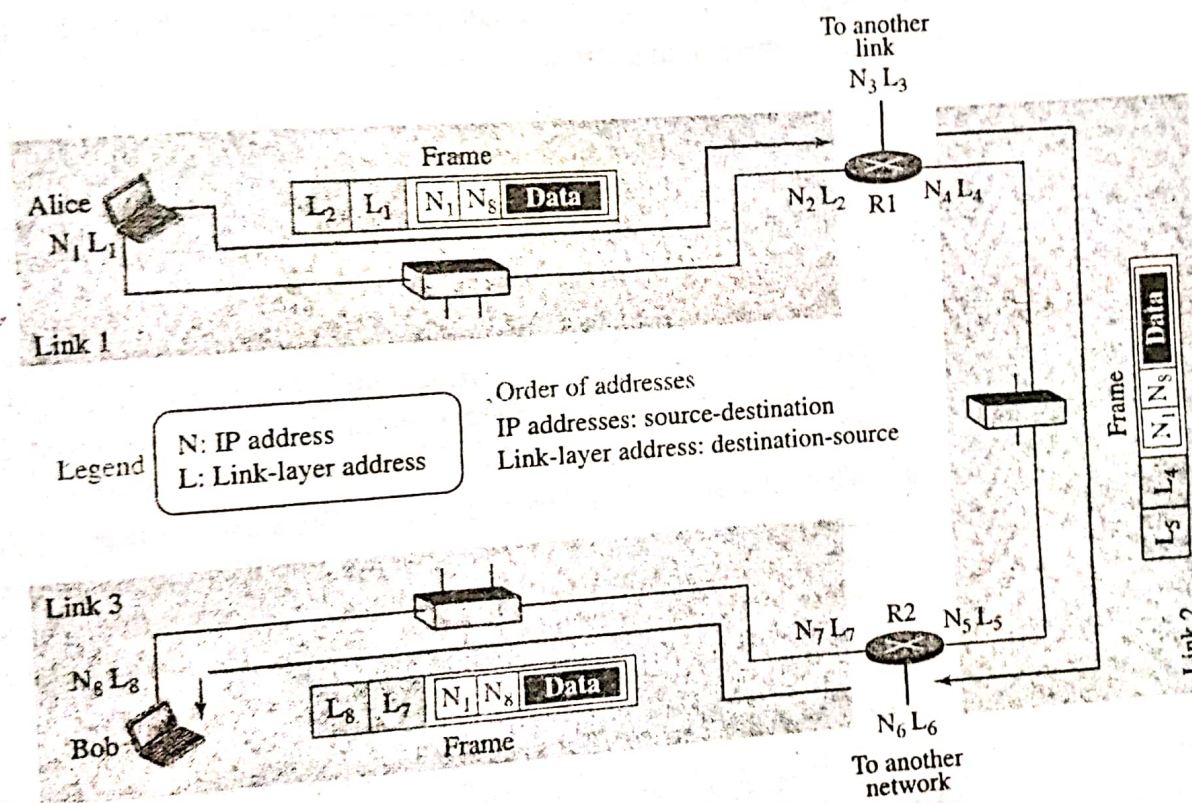 To another
link
N₃ L₃
Frame
Alice
L₂ L₁ N₁ N₈ Data
N₂ L₂ R1 N₄ L₄
N₁ L₁
Link 1
Order of addresses
IP addresses: source-destination
Link-layer address: destination-source
Legend
N: IP address
L: Link-layer address
Frame
L₅ L₄ N₁ N₈ Data
Link 2
Link 3
R2
N₇ L₇ N₅ L₅
N₈ L₈
L₈ L₇ N₁ N₈ Data
Bob
Frame
N₆ L₆
To another
network